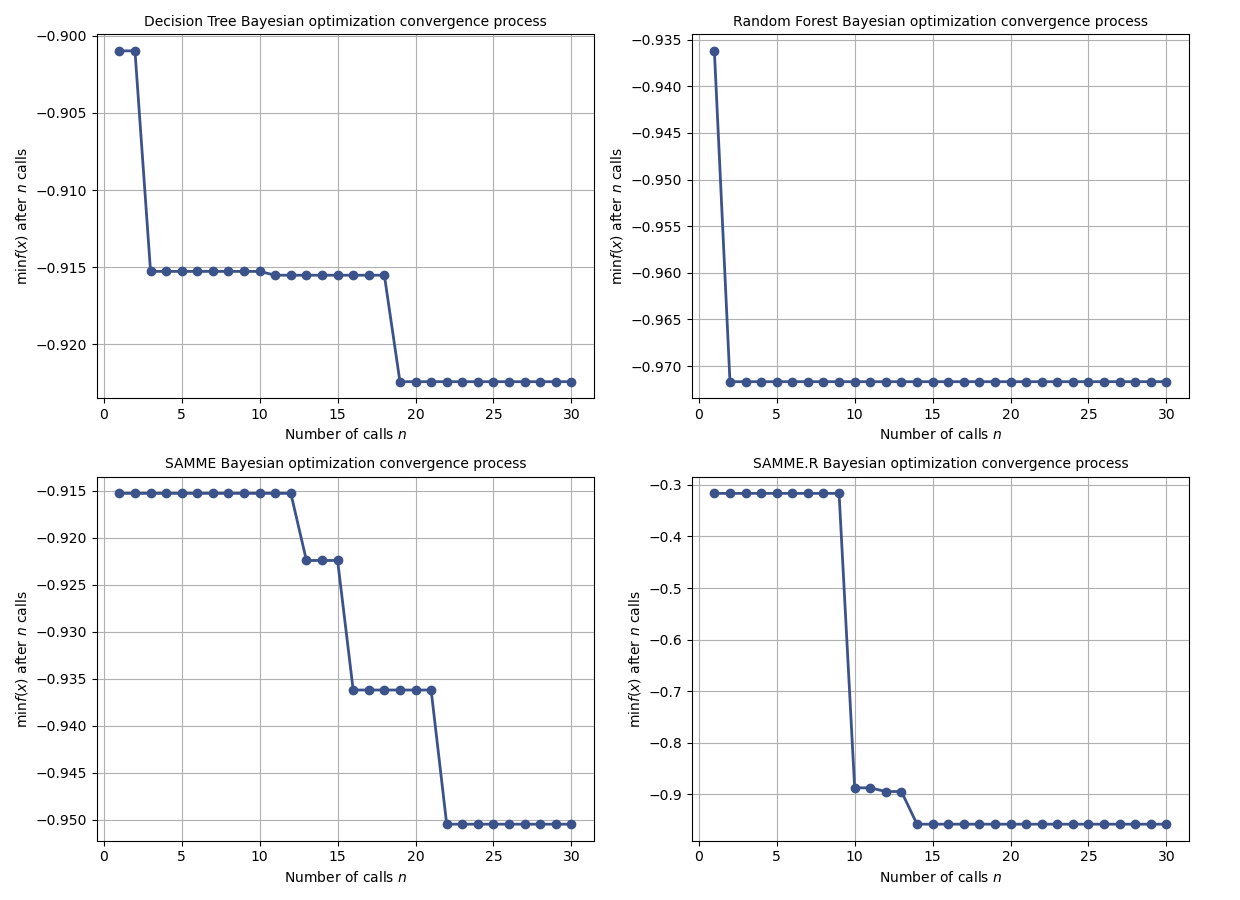 Decision Tree Bayesian optimization convergence process
−0.900
−0.905
−0.910
−0.915
−0.920
min f(x) after n calls
0 5 10 15 20 25 30
Number of calls n
Random Forest Bayesian optimization convergence process
−0.935
−0.940
−0.945
−0.950
−0.955
−0.960
−0.965
−0.970
min f(x) after n calls
0 5 10 15 20 25 30
Number of calls n
SAMME Bayesian optimization convergence process
−0.915
−0.920
−0.925
−0.930
−0.935
−0.940
−0.945
−0.950
min f(x) after n calls
0 5 10 15 20 25 30
Number of calls n
SAMME.R Bayesian optimization convergence process
−0.3
−0.4
−0.5
−0.6
−0.7
−0.8
−0.9
min f(x) after n calls
0 5 10 15 20 25 30
Number of calls n